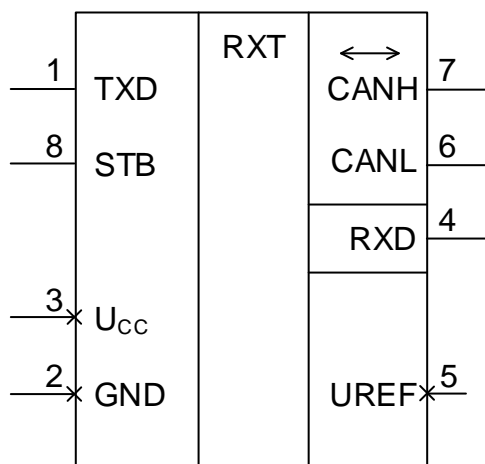 RXT
1 TXD CANH 7
8 STB CANL 6
RXD 4
3 UCC
2 GND UREF 5